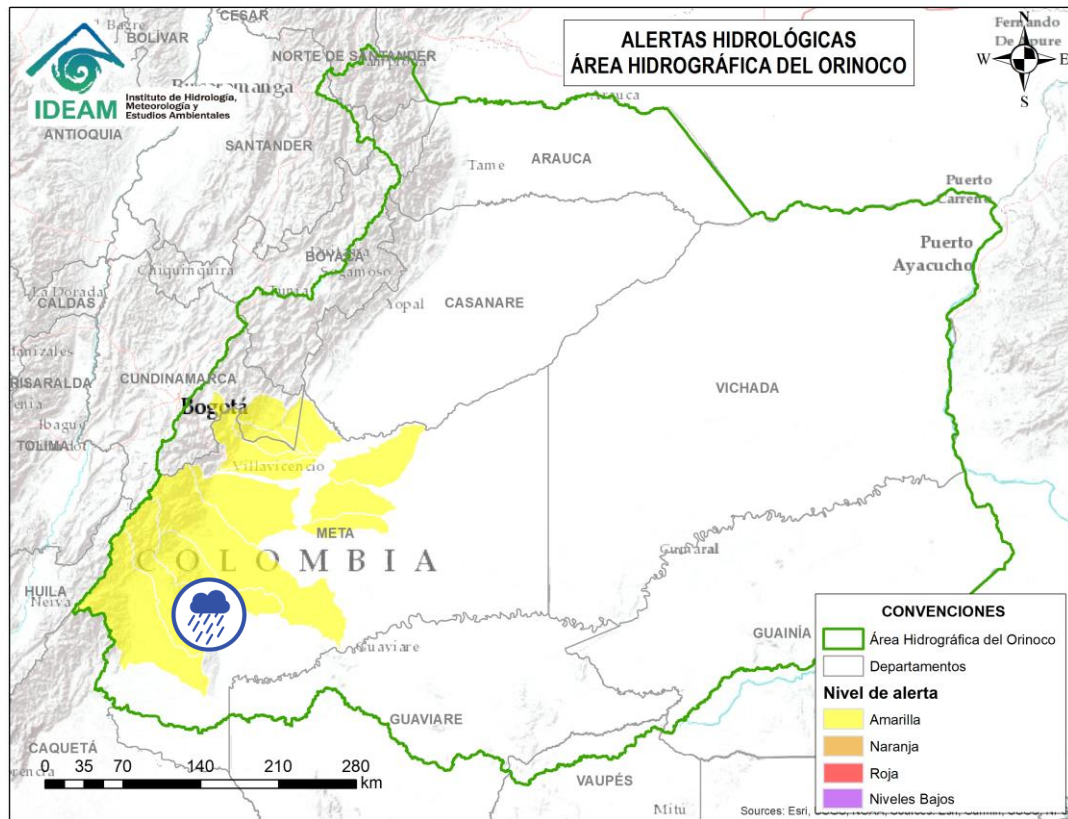 ALERTAS HIDROLÓGICAS
ÁREA HIDROGRÁFICA DEL ORINOCO
IDEAM
Instituto de Hidrología,
Meteorología y
Estudios Ambientales
N
W
E
S
CESAR
BOLÍVAR
NORTE DE SANTANDER
Fernando
De Apure
ANTIOQUIA
SANTANDER
Arauca
ARAUCA
Tame
Puerto
Carreño
Puerto
Ayacucho
BOYACÁ
Sogamoso
Chiquinquira
Tunja
La Dorada
CALDAS
Yopal
CASANARE
VICHADA
CUNDINAMARCA
RISARALDA
Bogotá
Ibague
TOLIMA
Villavicencio
META
COLOMBIA
Cumaral
HUILA
Neiva
Guaviare
GUAINÍA
GUAVIARE
CAQUETÁ
VAUPÉS
Mitú
0 35 70 140 210 280
km
CONVENCIONES
Área Hidrográfica del Orinoco
Departamentos
Nivel de alerta
Amarilla
Naranja
Roja
Niveles Bajos
Sources: Esri,